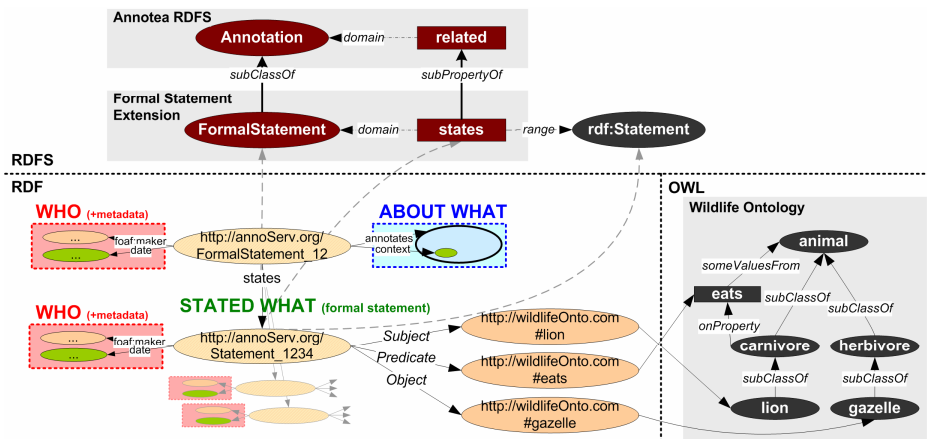 Annotea RDFS
Annotation
domain
related
subClassOf
subPropertyOf
Formal Statement
Extension
FormalStatement
domain
states
range
rdf:Statement
RDFS
RDF
OWL
WHO (+metadata)
...
foaf:maker
...
date
http://annoServ.org/
FormalStatement_12
ABOUT WHAT
annotates
context
states
STATED WHAT (formal statement)
WHO (+metadata)
...
foaf:maker
...
date
http://annoServ.org/
Statement_1234
Subject
Predicate
Object
http://wildlifeOnto.com
#lion
http://wildlifeOnto.com
#eats
http://wildlifeOnto.com
#gazelle
Wildlife Ontology
animal
someValuesFrom
eats
subClassOf
subClassOf
onProperty
carnivore
herbivore
subClassOf
subClassOf
lion
gazelle